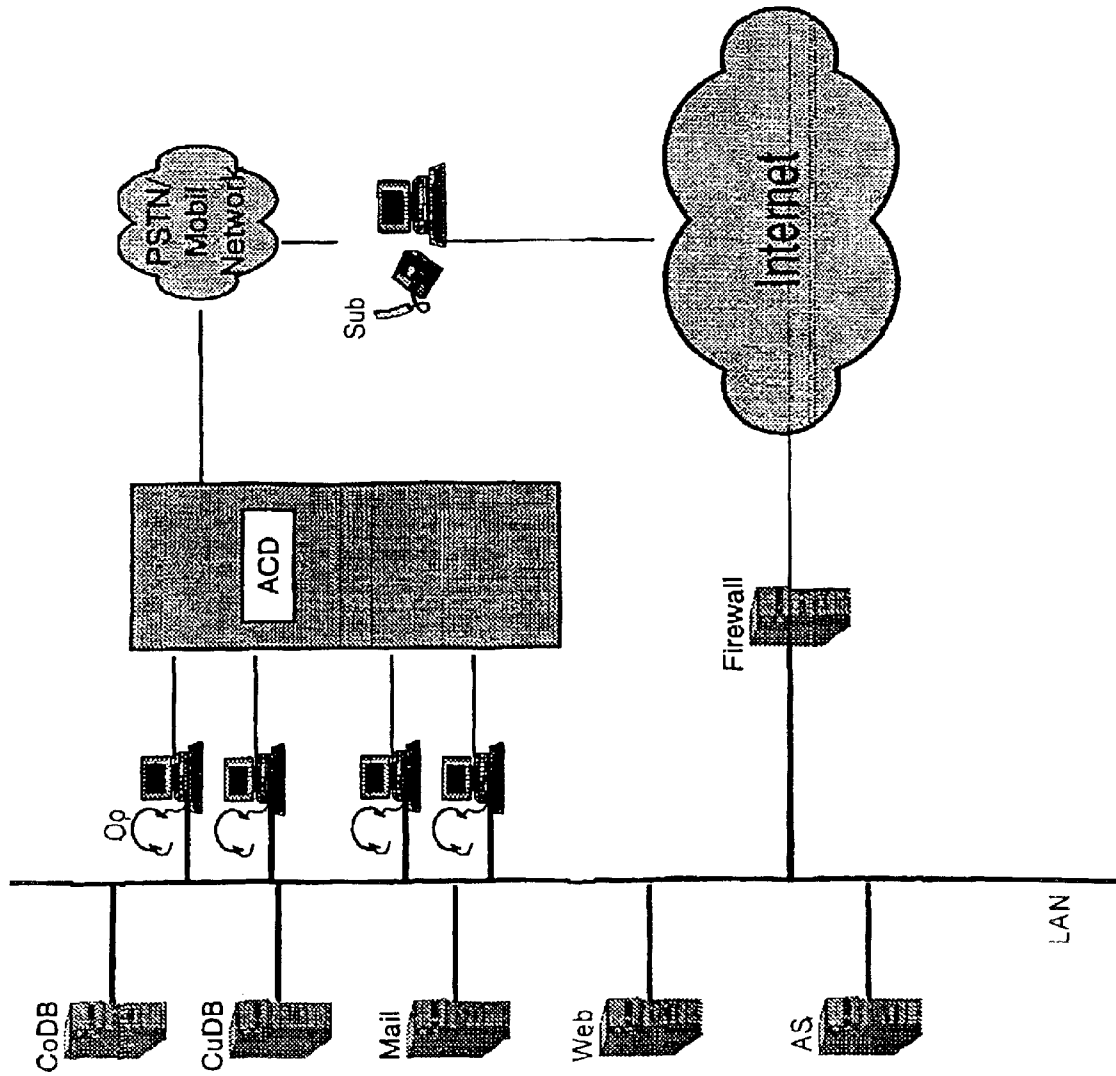 PSTN/
Mobil
Network
Sub
Internet
ACD
Firewall
Op
CoDB
CuDB
Mail
Web
AS
LAN